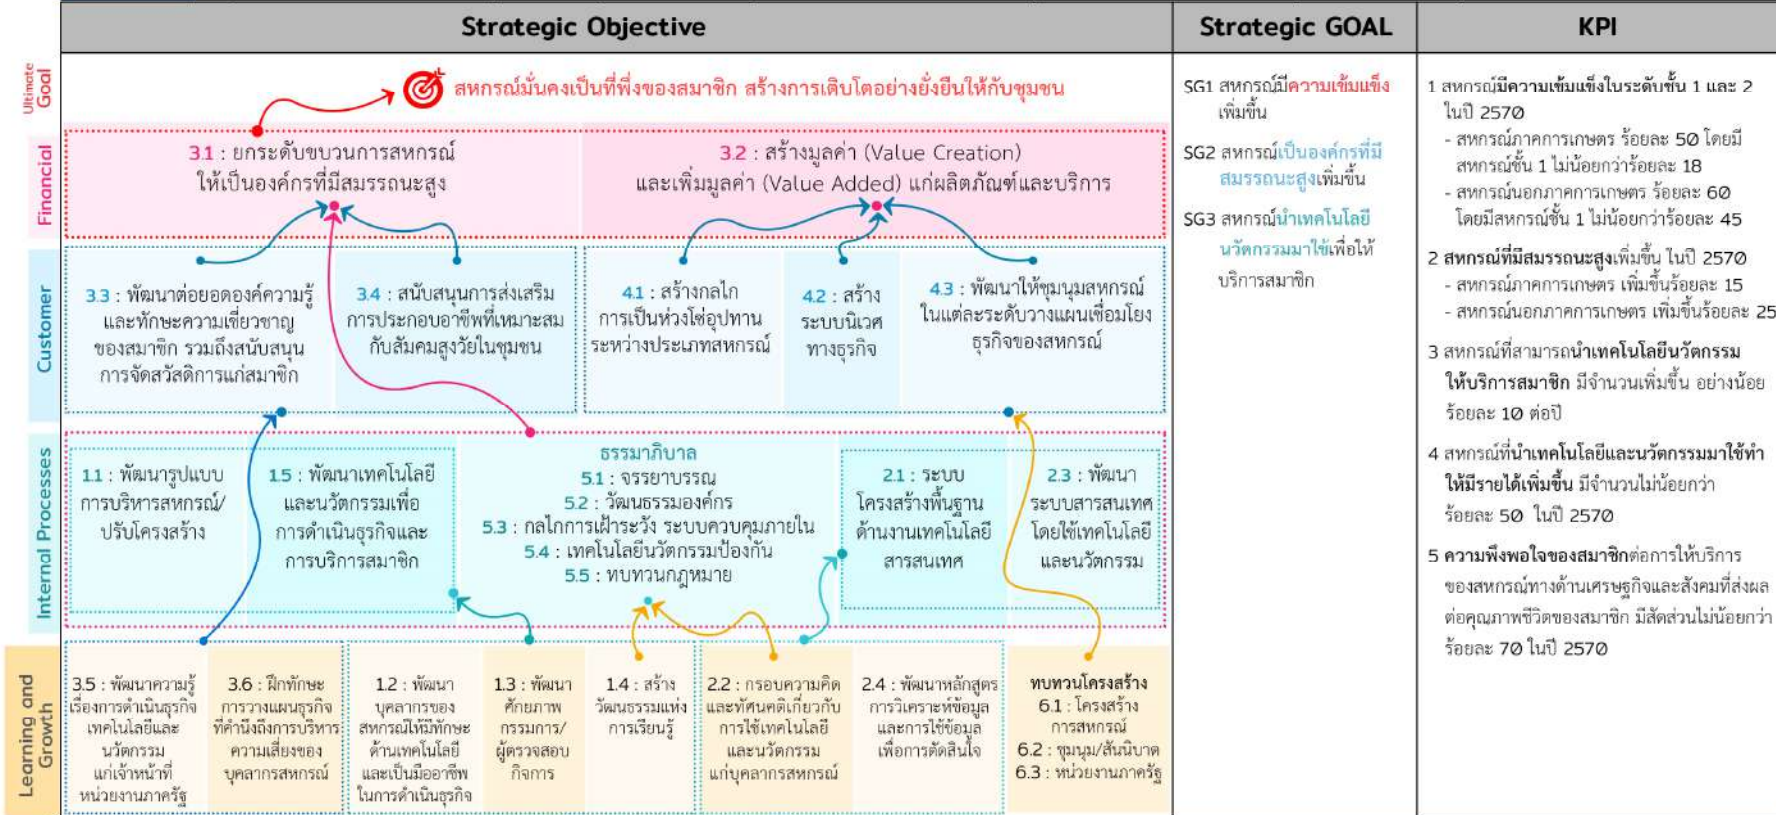 Strategic Objective
Strategic GOAL
KPI
Ultimate
Goal
สหกรณ์มั่นคงเป็นที่พึ่งของสมาชิก สร้างการเติบโตอย่างยั่งยืนให้กับชุมชน
Financial
3.1 : ยกระดับขบวนการสหกรณ์
ให้เป็นองค์กรที่มีสมรรถนะสูง
3.2 : สร้างมูลค่า (Value Creation)
และเพิ่มมูลค่า (Value Added) แก่ผลิตภัณฑ์และบริการ
Customer
3.3 : พัฒนาต่อยอดองค์ความรู้
และทักษะความเชี่ยวชาญ
ของสมาชิก รวมถึงสนับสนุน
การจัดสวัสดิการแก่สมาชิก
3.4 : สนับสนุนการส่งเสริม
การประกอบอาชีพที่เหมาะสม
กับสังคมสูงวัยในชุมชน
4.1 : สร้างกลไก
การเป็นห่วงโซ่อุปทาน
ระหว่างประเภทสหกรณ์
4.2 : สร้าง
ระบบนิเวศ
ทางธุรกิจ
4.3 : พัฒนาให้ชุมนุมสหกรณ์
ในแต่ละระดับวางแผนเชื่อมโยง
ธุรกิจของสหกรณ์
Internal Processes
1.1 : พัฒนารูปแบบ
การบริหารสหกรณ์/
ปรับโครงสร้าง
1.5 : พัฒนาเทคโนโลยี
และนวัตกรรมเพื่อ
การดำเนินธุรกิจและ
การบริการสมาชิก
ธรรมาภิบาล
5.1 : จรรยาบรรณ
5.2 : วัฒนธรรมองค์กร
5.3 : กลไกการเฝ้าระวัง ระบบควบคุมภายใน
5.4 : เทคโนโลยีนวัตกรรมป้องกัน
5.5 : ทบทวนกฎหมาย
2.1 : ระบบ
โครงสร้างพื้นฐาน
ด้านงานเทคโนโลยี
สารสนเทศ
2.3 : พัฒนา
ระบบสารสนเทศ
โดยใช้เทคโนโลยี
และนวัตกรรม
Learning and
Growth
3.5 : พัฒนาความรู้
เรื่องการดำเนินธุรกิจ
เทคโนโลยีและ
นวัตกรรม
แก่เจ้าหน้าที่
หน่วยงานภาครัฐ
3.6 : ฝึกทักษะ
การวางแผนธุรกิจ
ที่คำนึงถึงการบริหาร
ความเสี่ยงของ
บุคลากรสหกรณ์
1.2 : พัฒนา
บุคลากรของ
สหกรณ์ให้มีทักษะ
ด้านเทคโนโลยี
และเป็นมืออาชีพ
ในการดำเนินธุรกิจ
1.3 : พัฒนา
ศักยภาพ
กรรมการ/
ผู้ตรวจสอบ
กิจการ
1.4 : สร้าง
วัฒนธรรมแห่ง
การเรียนรู้
2.2 : กรอบความคิด
และทัศนคติเกี่ยวกับ
การใช้เทคโนโลยี
และนวัตกรรม
แก่บุคลากรสหกรณ์
2.4 : พัฒนาหลักสูตร
การวิเคราะห์ข้อมูล
และการใช้ข้อมูล
เพื่อการตัดสินใจ
ทบทวนโครงสร้าง
6.1 : โครงสร้าง
การสหกรณ์
6.2 : ชุมนุม/สันนิบาต
6.3 : หน่วยงานภาครัฐ
SG1 สหกรณ์มีความเข้มแข็ง
เพิ่มขึ้น
SG2 สหกรณ์เป็นองค์กรที่มี
สมรรถนะสูงเพิ่มขึ้น
SG3 สหกรณ์นำเทคโนโลยี
นวัตกรรมมาใช้เพื่อให้
บริการสมาชิก
1 สหกรณ์มีความเข้มแข็งในระดับชั้น 1 และ 2
ในปี 2570
- สหกรณ์ภาคการเกษตร ร้อยละ 50 โดยมี
สหกรณ์ชั้น 1 ไม่น้อยกว่าร้อยละ 18
- สหกรณ์นอกภาคการเกษตร ร้อยละ 60
โดยมีสหกรณ์ชั้น 1 ไม่น้อยกว่าร้อยละ 45
2 สหกรณ์ที่มีสมรรถนะสูงเพิ่มขึ้น ในปี 2570
- สหกรณ์ภาคการเกษตร เพิ่มขึ้นร้อยละ 15
- สหกรณ์นอกภาคการเกษตร เพิ่มขึ้นร้อยละ 25
3 สหกรณ์ที่สามารถนำเทคโนโลยีนวัตกรรม
ให้บริการสมาชิก มีจำนวนเพิ่มขึ้น อย่างน้อย
ร้อยละ 10 ต่อปี
4 สหกรณ์ที่นำเทคโนโลยีและนวัตกรรมมาใช้ทำ
ให้มีรายได้เพิ่มขึ้น มีจำนวนไม่น้อยกว่า
ร้อยละ 50 ในปี 2570
5 ความพึงพอใจของสมาชิกต่อการให้บริการ
ของสหกรณ์ทางด้านเศรษฐกิจและสังคมที่ส่งผล
ต่อคุณภาพชีวิตของสมาชิก มีสัดส่วนไม่น้อยกว่า
ร้อยละ 70 ในปี 2570